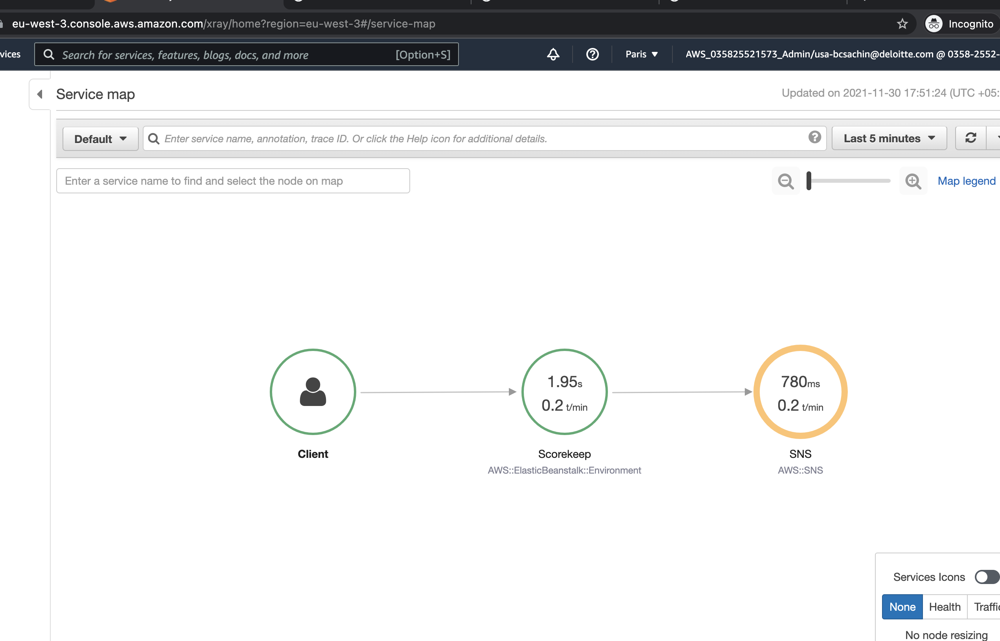 eu-west-3.console.aws.amazon.com/xray/home?region=eu-west-3#/service-map
Incognito
vices
Search for services, features, blogs, docs, and more
[Option+S]
Paris
AWS_035825521573_Admin/usa-bcsachin@deloitte.com @ 0358-2552-
Service map
Updated on 2021-11-30 17:51:24 (UTC +05:
Default
Enter service name, annotation, trace ID. Or click the Help icon for additional details.
Last 5 minutes
Enter a service name to find and select the node on map
Map legend
1.95s
0.2 t/min
780ms
0.2 t/min
Client
Scorekeep
AWS::ElasticBeanstalk::Environment
SNS
AWS::SNS
Services Icons
None
Health
Traffic
No node resizing